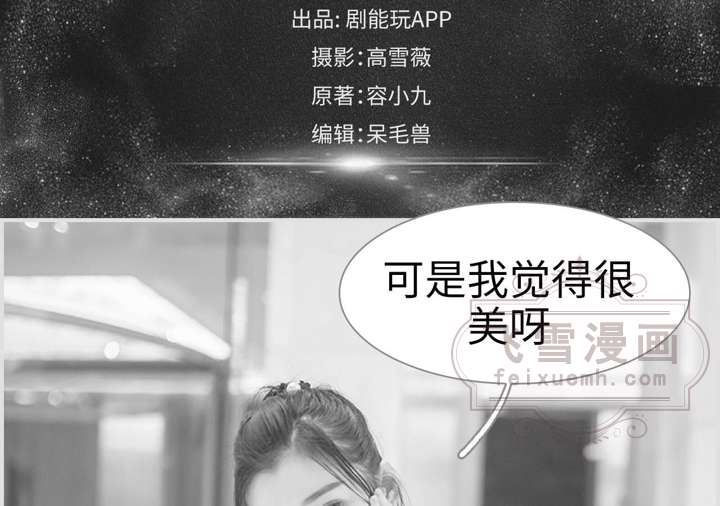 出品: 剧能玩APP
摄影：高雪薇
原著：容小九
编辑：呆毛兽
可是我觉得很
美呀
飞雪漫画
feixuemh.com